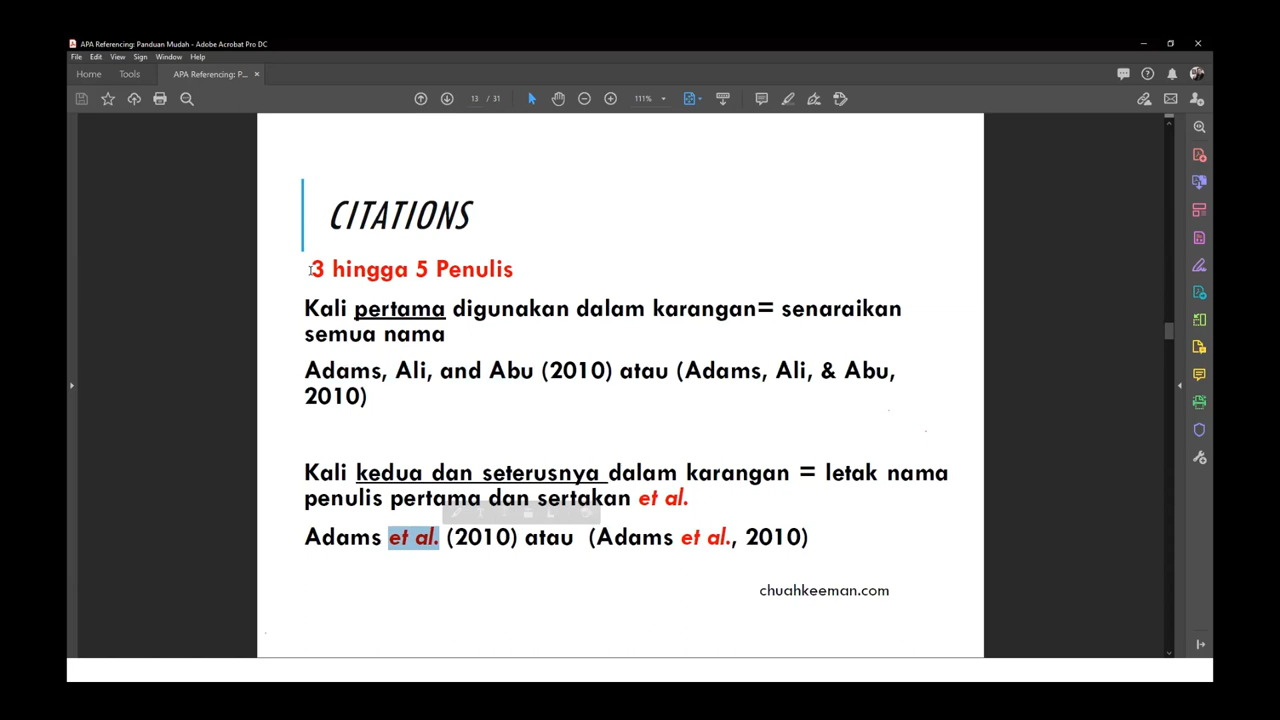 APA Referencing: Panduan Mudah - Adobe Acrobat Pro DC
File Edit View Sign Window Help
Home Tools APA Referencing: P... ×
13 / 31 111%
CITATIONS
3 hingga 5 Penulis
Kali pertama digunakan dalam karangan= senaraikan
semua nama
Adams, Ali, and Abu (2010) atau (Adams, Ali, & Abu,
2010)
Kali kedua dan seterusnya dalam karangan = letak nama
penulis pertama dan sertakan et al.
Adams et al. (2010) atau (Adams et al., 2010)
chuahkeeman.com